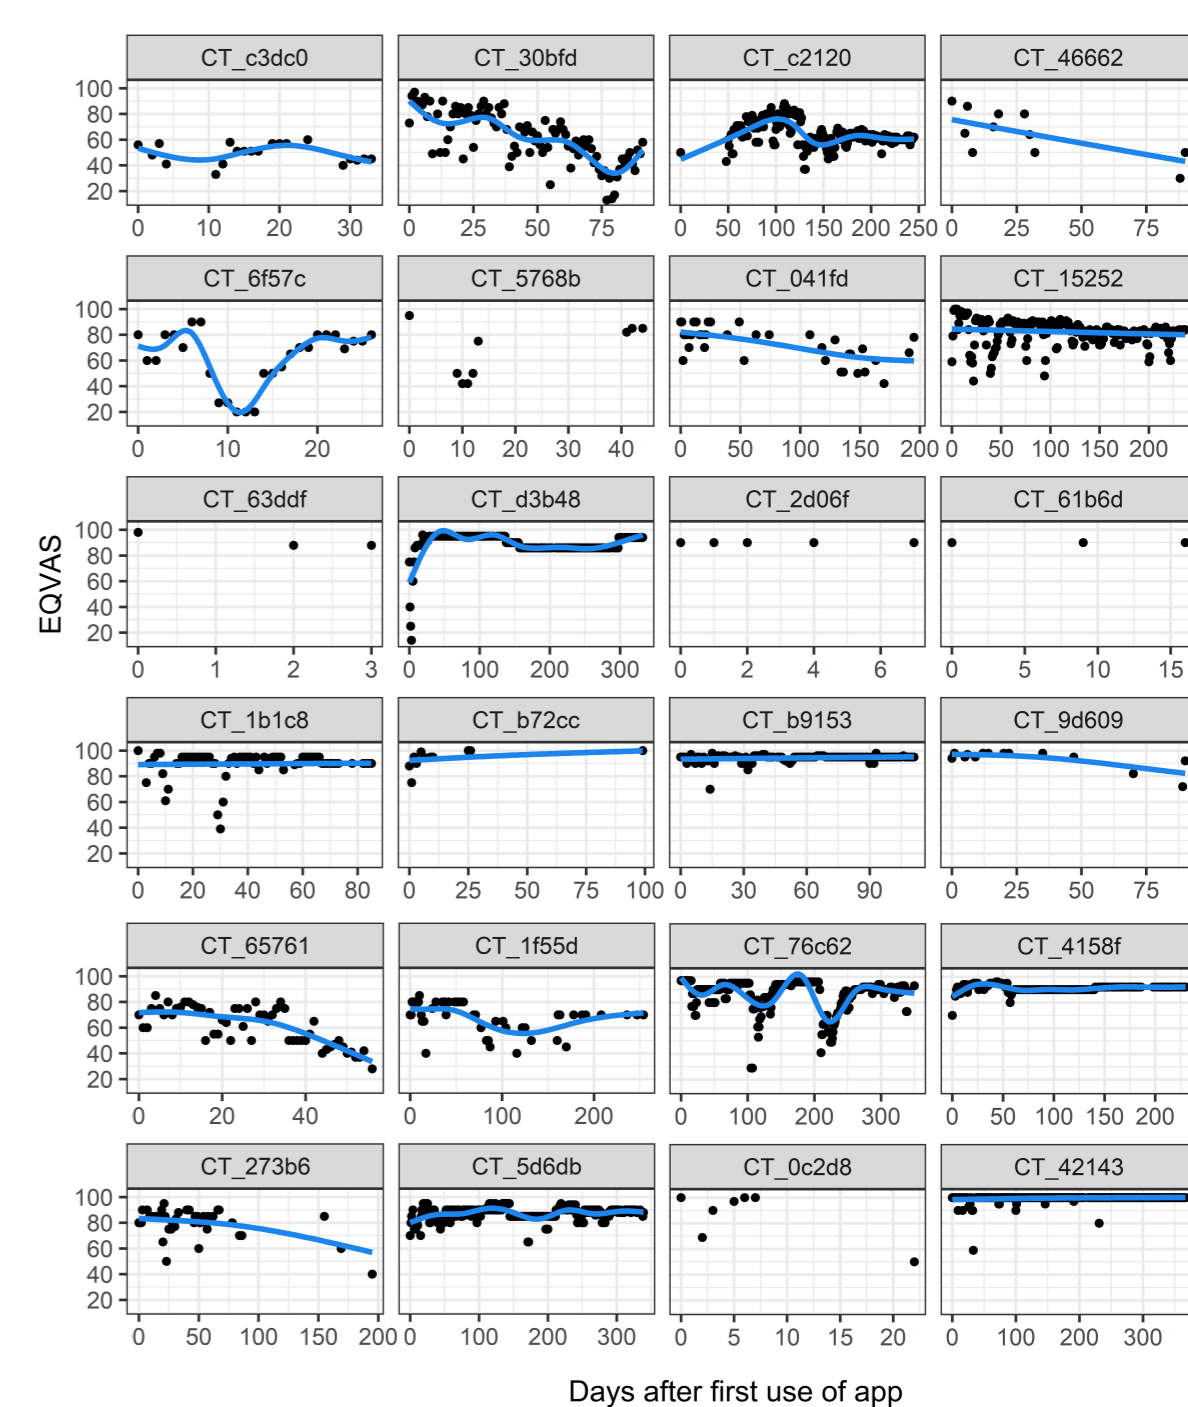 CT_c3dc0 CT_30bfd CT_c2120 CT_46662
100
80
60
40
20
0 10 20 30 0 25 50 75 0 50 100 150 200 250 0 25 50 75
CT_6f57c CT_5768b CT_041fd CT_15252
100
80
60
40
20
0 10 20 0 10 20 30 40 0 50 100 150 200 0 50 100 150 200
CT_63ddf CT_d3b48 CT_2d06f CT_61b6d
100
80
60
40
20
EQVAS
0 1 2 3 0 100 200 300 0 2 4 6 0 5 10 15
CT_1b1c8 CT_b72cc CT_b9153 CT_9d609
100
80
60
40
20
0 20 40 60 80 0 25 50 75 100 0 30 60 90 0 25 50 75
CT_65761 CT_1f55d CT_76c62 CT_4158f
100
80
60
40
20
0 20 40 0 100 200 0 100 200 300 0 50 100 150 200
CT_273b6 CT_5d6db CT_0c2d8 CT_42143
100
80
60
40
20
0 50 100 150 200 0 100 200 300 0 5 10 15 20 0 100 200 300
Days after first use of app